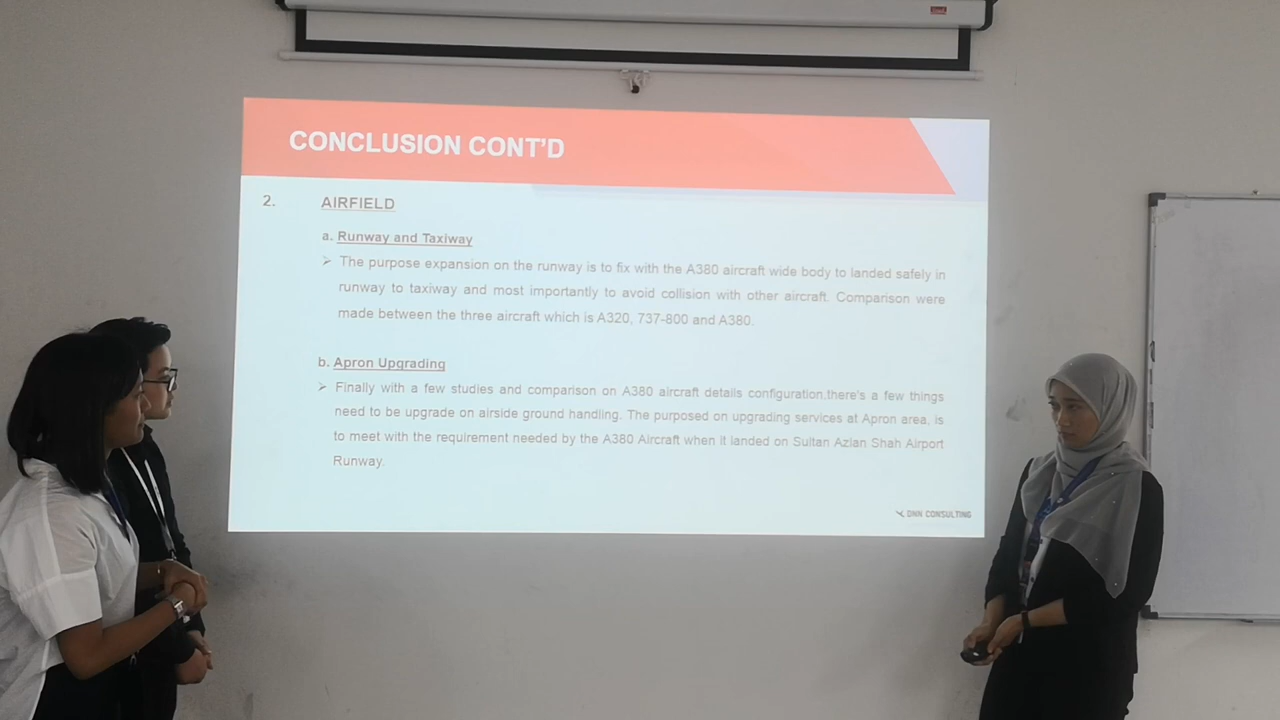 CONCLUSION CONT'D
2. AIRFIELD
a. Runway and Taxiway
➢ The purpose expansion on the runway is to fix with the A380 aircraft wide body to landed safely in
runway to taxiway and most importantly to avoid collision with other aircraft. Comparison were
made between the three aircraft which is A320, 737-800 and A380.
b. Apron Upgrading
➢ Finally with a few studies and comparison on A380 aircraft details configuration.there's a few things
need to be upgrade on airside ground handling. The purposed on upgrading services at Apron area, is
to meet with the requirement needed by the A380 Aircraft when it landed on Sultan Azlan Shah Airport
Runway.
DNN CONSULTING